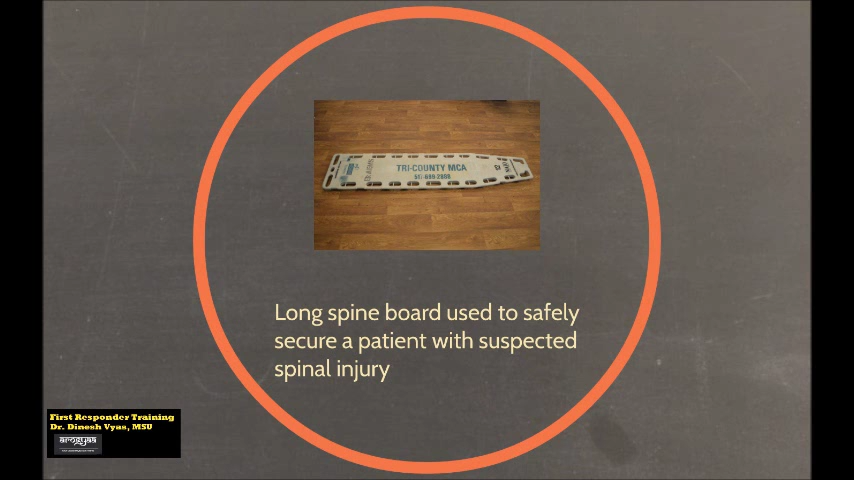 TRI-COUNTY MCA
Long spine board used to safely
secure a patient with suspected
spinal injury
First Responder Training
Dr. Dinesh Vyas, MSU
arogyaa